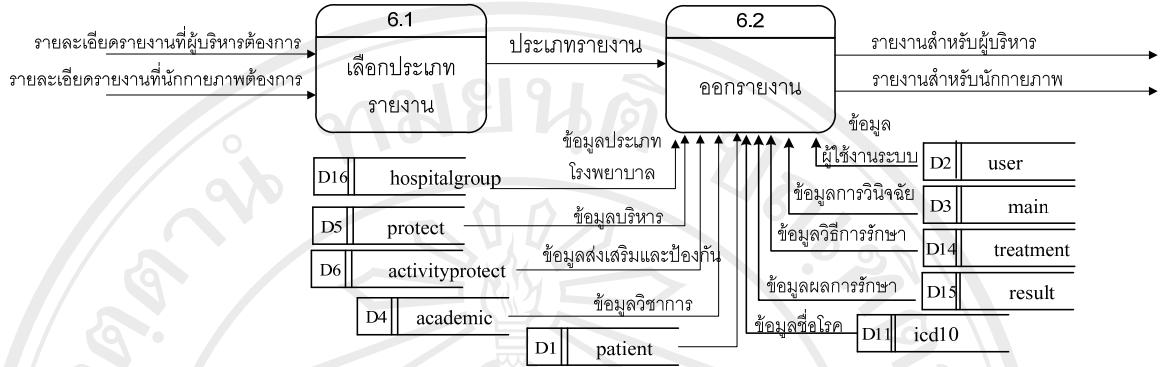 6.1
6.2
รายละเอียดรายงานที่ผู้บริหารต้องการ
รายละเอียดรายงานที่นักกายภาพต้องการ
เลือกประเภท
รายงาน
ประเภทรายงาน
ออกรายงาน
รายงานสำหรับผู้บริหาร
รายงานสำหรับนักกายภาพ
ข้อมูลประเภท
โรงพยาบาล
D16 hospitalgroup
ข้อมูลบริหาร
D5 protect
ข้อมูลส่งเสริมและป้องกัน
D6 activityprotect
ข้อมูลวิชาการ
D4 academic
D1 patient
ข้อมูล
ผู้ใช้งานระบบ
D2 user
ข้อมูลการวินิจฉัย
D3 main
ข้อมูลวิธีการรักษา
D14 treatment
ข้อมูลผลการรักษา
D15 result
ข้อมูลชื่อโรค
D11 icd10